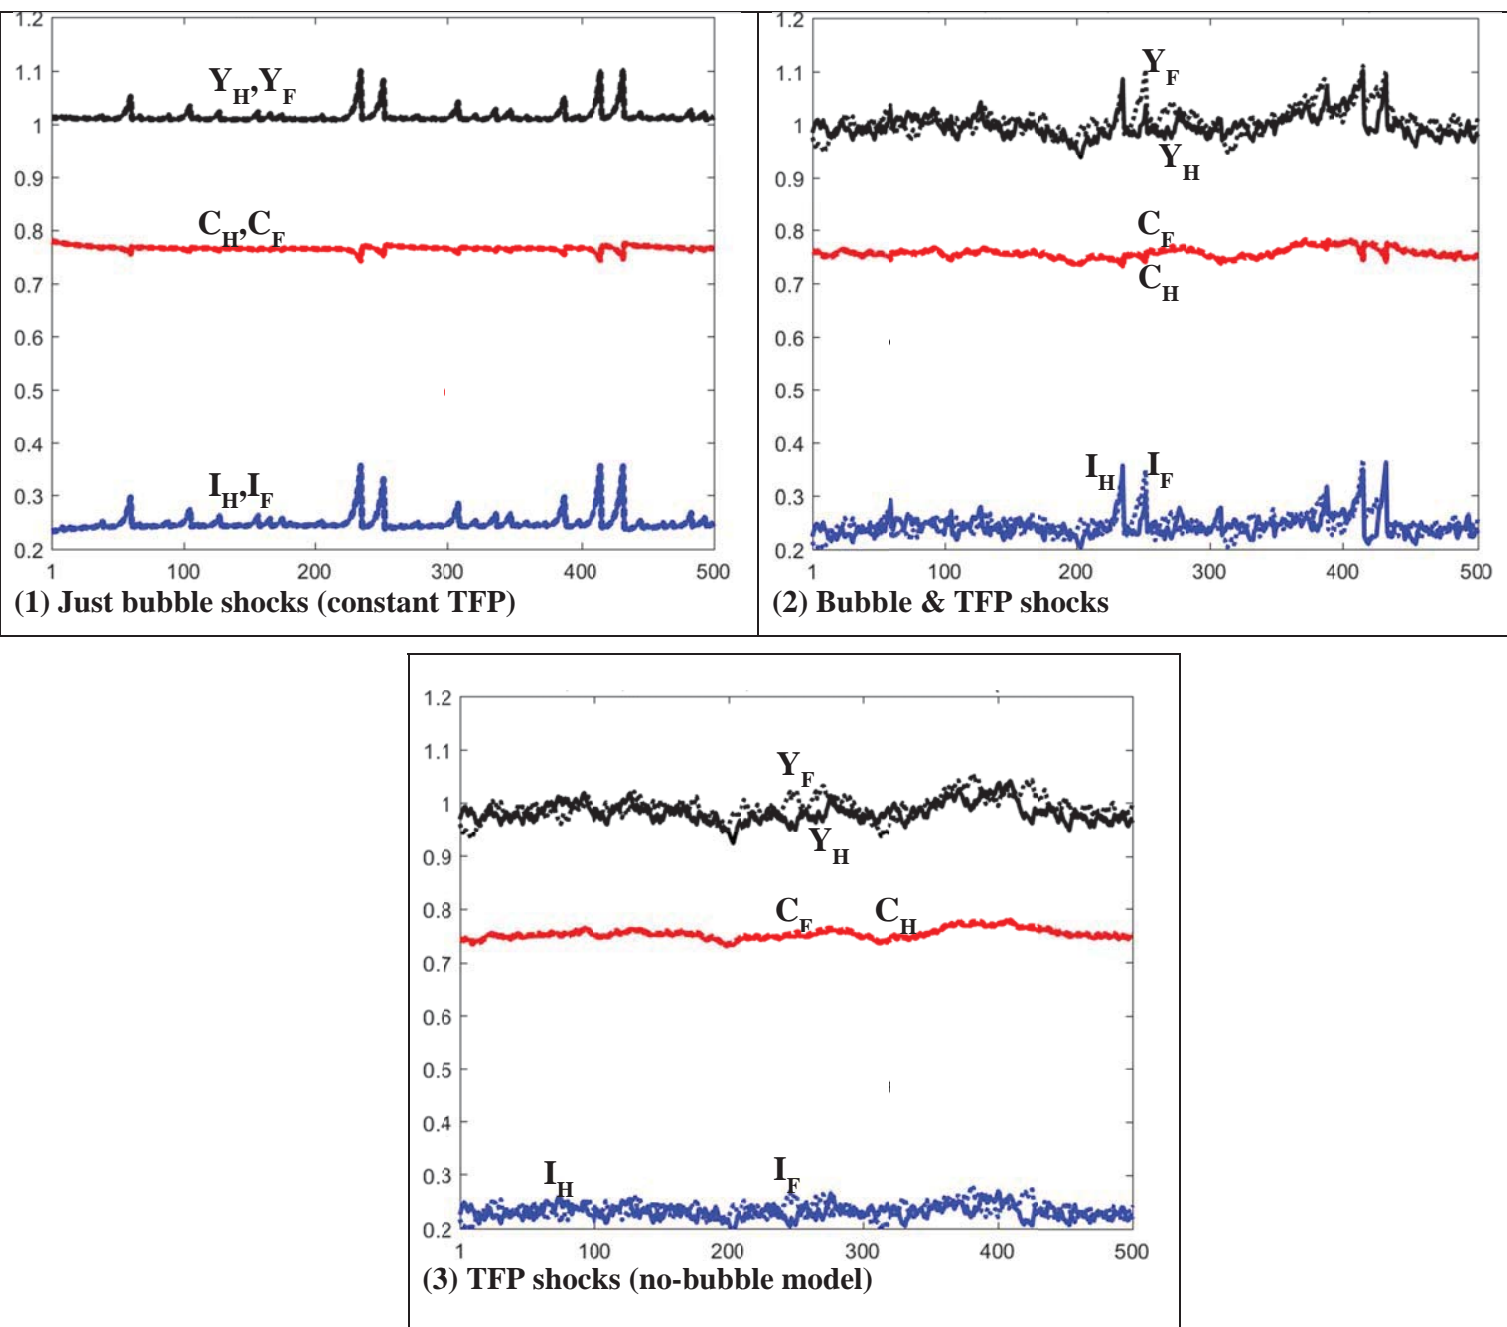 1.2
1.1
1
0.9
0.8
0.7
0.6
0.5
0.4
0.3
0.2
Y_H,Y_F
C_H,C_F
I_H,I_F
1 100 200 300 400 500
(1) Just bubble shocks (constant TFP)
1.2
1.1
1
0.9
0.8
0.7
0.6
0.5
0.4
0.3
0.2
Y_F
Y_H
C_F
C_H
I_H I_F
1 100 200 300 400 500
(2) Bubble & TFP shocks
1.2
1.1
1
0.9
0.8
0.7
0.6
0.5
0.4
0.3
0.2
Y_F
Y_H
C_F C_H
I_H I_F
1 100 200 300 400 500
(3) TFP shocks (no-bubble model)